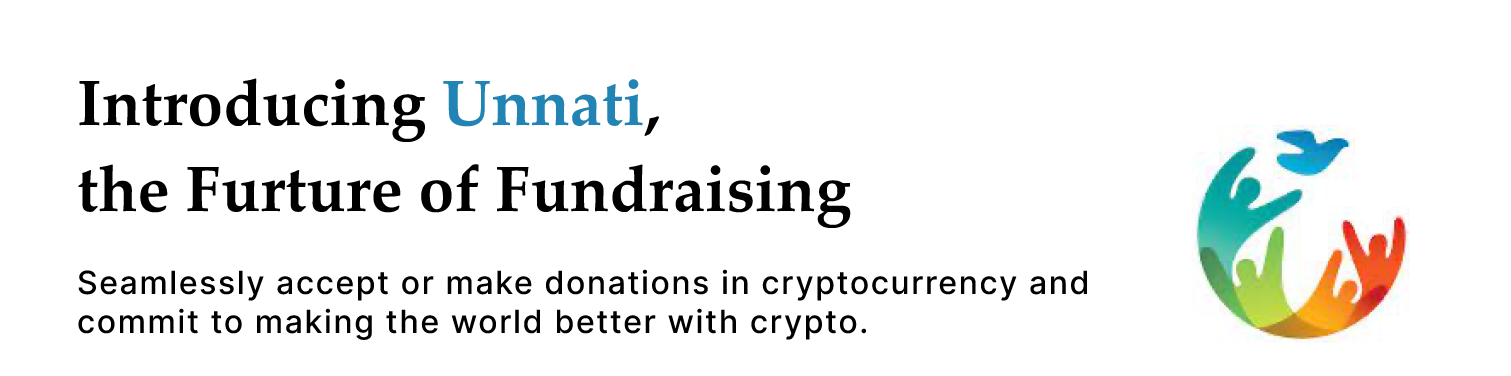 Introducing Unnati,
the Furture of Fundraising
Seamlessly accept or make donations in cryptocurrency and
commit to making the world better with crypto.